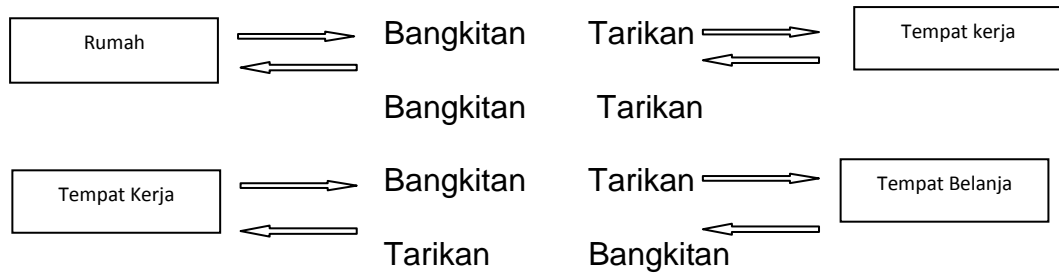 Rumah Bangkitan Tarikan Tempat kerja
Bangkitan Tarikan
Tempat Kerja Bangkitan Tarikan Tempat Belanja
Tarikan Bangkitan